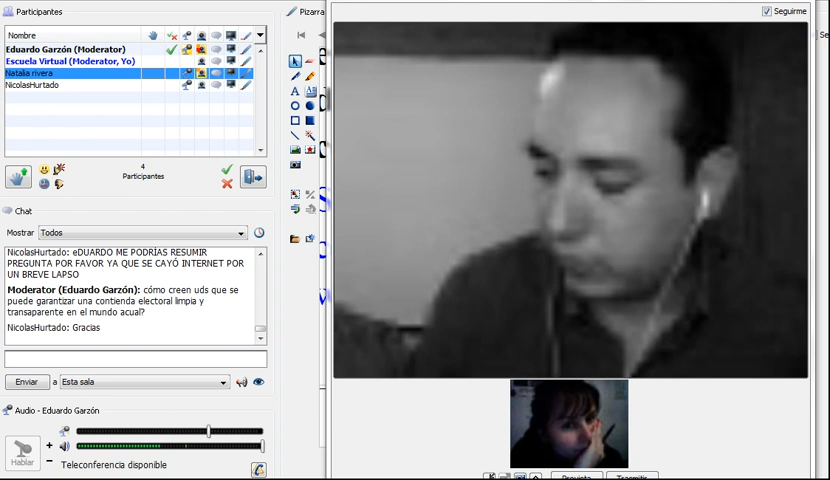 Participantes
Pizarra
Seguirme
Nombre
Eduardo Garzón (Moderator)
Escuela Virtual (Moderator, Yo)
Natalia rivera
NicolasHurtado
4
Participantes
Chat
Mostrar Todos
NicolasHurtado: eDUARDO ME PODRÍAS RESUMIR
PREGUNTA POR FAVOR YA QUE SE CAYÓ INTERNET POR
UN BREVE LAPSO
Moderator (Eduardo Garzón): cómo creen uds que se
puede garantizar una contienda electoral limpia y
transaparente en el mundo acual?
NicolasHurtado: Gracias
Enviar a Esta sala
Audio - Eduardo Garzón
Hablar
Teleconferencia disponible